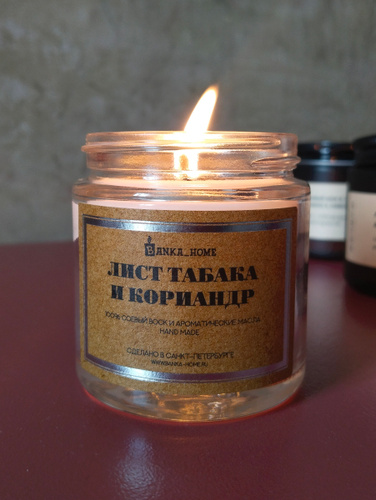 BANKA_HOME
ЛИСТ ТАБАКА
И КОРИАНДР
100% СОЕВЫЙ ВОСК И АРОМАТИЧЕСКИЕ МАСЛА
HAND MADE
СДЕЛАНО В САНКТ-ПЕТЕРБУРГЕ
WWW.BANKA-HOME.RU